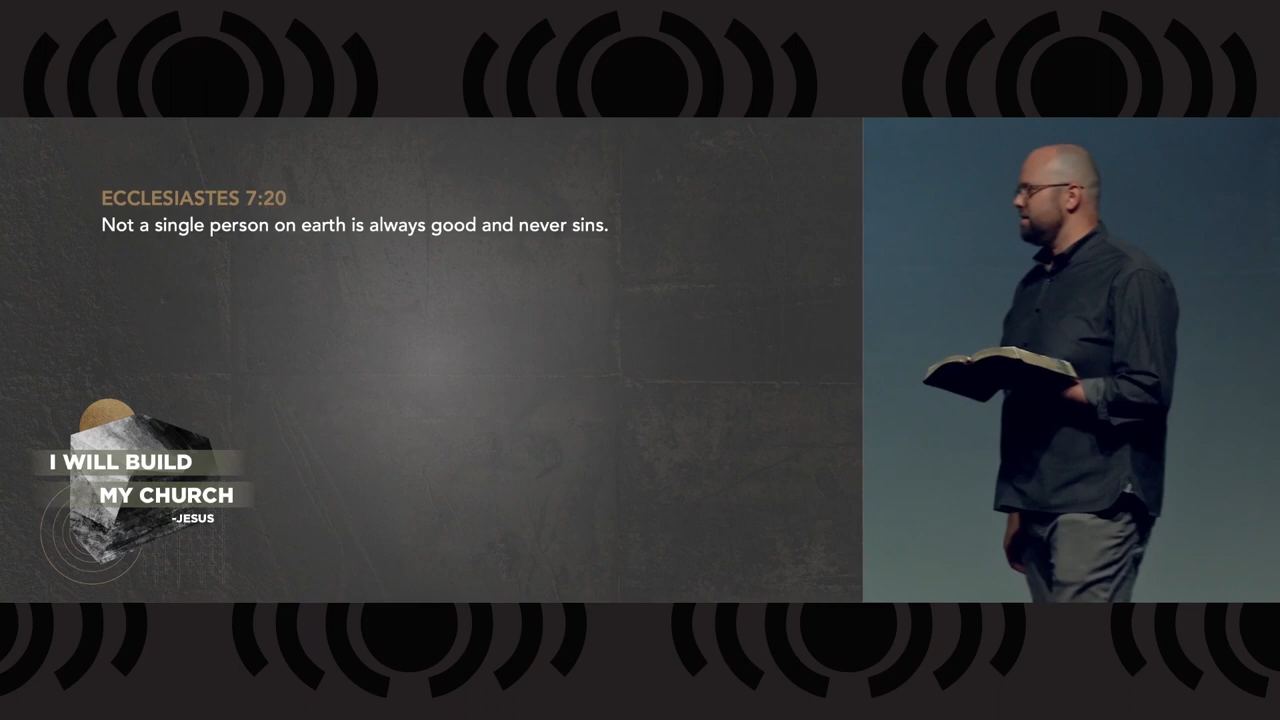 ECCLESIASTES 7:20
Not a single person on earth is always good and never sins.
I WILL BUILD
MY CHURCH
-JESUS